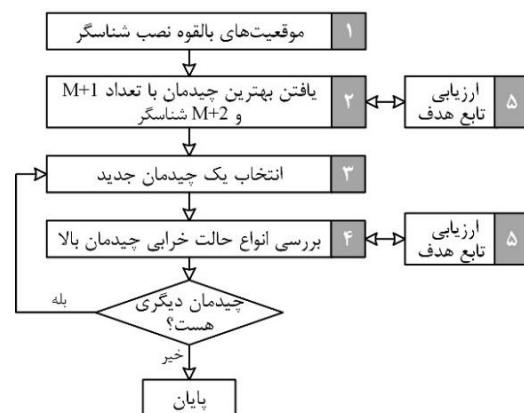 موقعیت‌های بالقوه نصب شناسگر
۱
یافتن بهترین چیدمان با تعداد M+1
و M+2 شناسگر
۲
ارزیابی
تابع هدف
۵
انتخاب یک چیدمان جدید
۳
بررسی انواع حالت خرابی چیدمان بالا
۴
ارزیابی
تابع هدف
۵
چیدمان دیگری
هست؟
بله
خیر
پایان